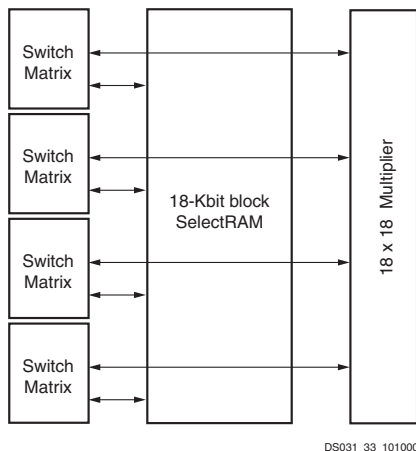 Switch
Matrix
Switch
Matrix
18-Kbit block
SelectRAM
18 x 18 Multiplier
Switch
Matrix
Switch
Matrix
DS031_33_101000